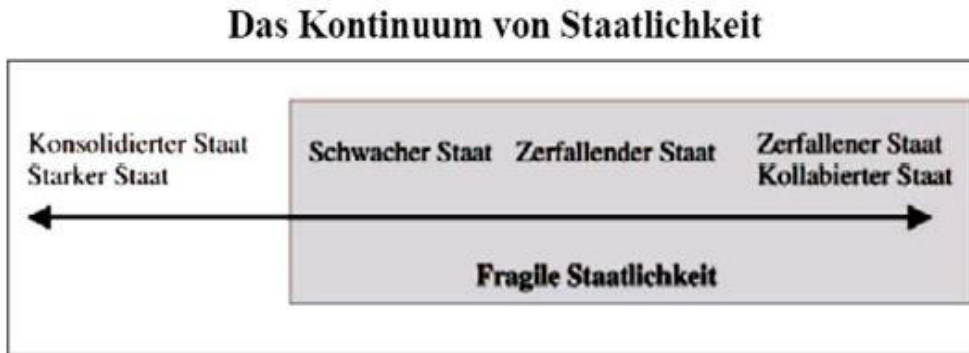 Das Kontinuum von Staatlichkeit
Konsolidierter Staat
Starker Staat
Schwacher Staat
Zerfallender Staat
Zerfallener Staat
Kollabierter Staat
Fragile Staatlichkeit